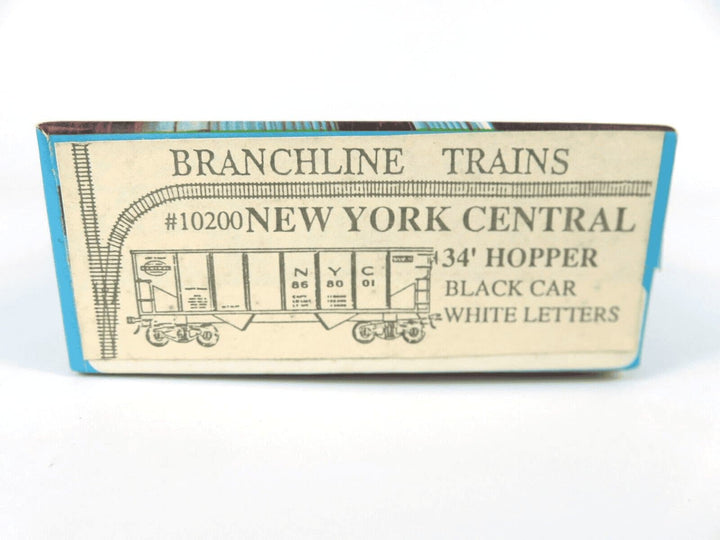 BRANCHLINE TRAINS
#10200 NEW YORK CENTRAL
34' HOPPER
BLACK CAR
WHITE LETTERS
N Y C
86 80 01